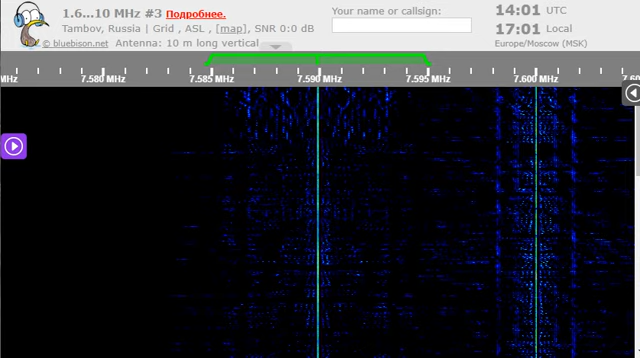 1.6...10 MHz #3 Подробнее.
Tambov, Russia | Grid , ASL , [map], SNR 0:0 dB
© bluebison.net Antenna: 10 m long vertical
Your name or callsign:
14:01 UTC
17:01 Local
Europe/Moscow (MSK)
MHz 7.580 MHz 7.585 MHz 7.590 MHz 7.595 MHz 7.600 MHz 7.60